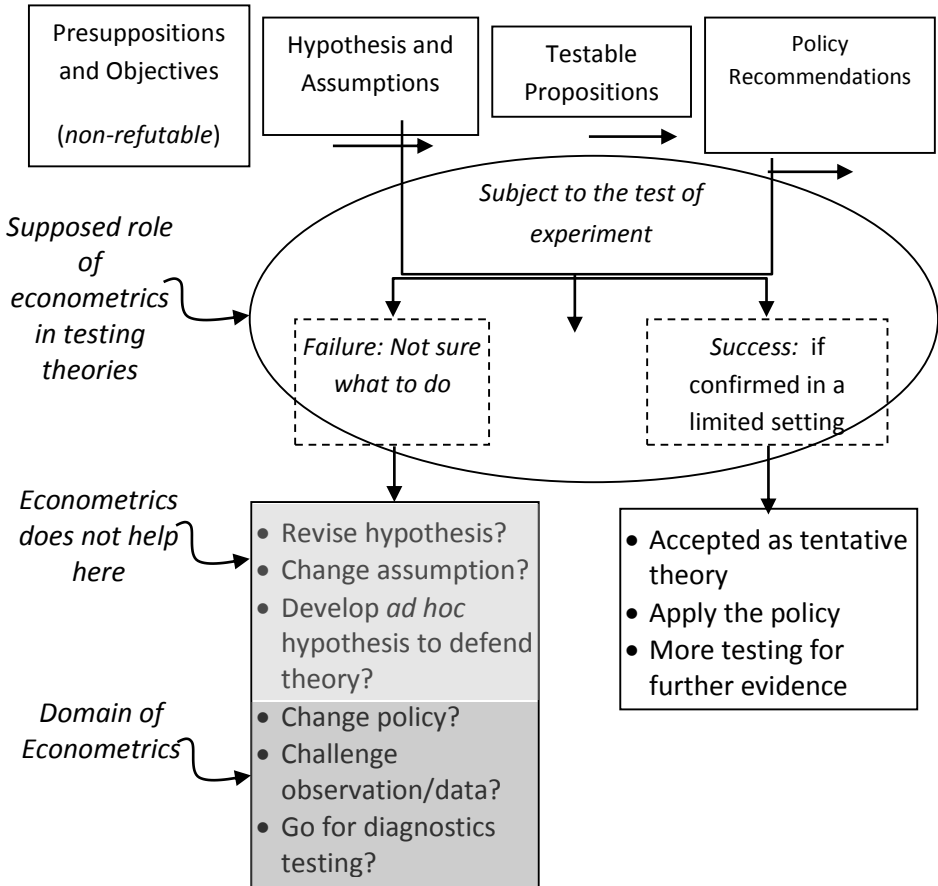 Presuppositions
and Objectives
(non-refutable)
Hypothesis and
Assumptions
Testable
Propositions
Policy
Recommendations
Subject to the test of
experiment
Supposed role
of
econometrics
in testing
theories
Failure: Not sure
what to do
Success: if
confirmed in a
limited setting
Econometrics
does not help
here
• Revise hypothesis?
• Change assumption?
• Develop ad hoc
hypothesis to defend
theory?
• Accepted as tentative
theory
• Apply the policy
• More testing for
further evidence
Domain of
Econometrics
• Change policy?
• Challenge
observation/data?
• Go for diagnostics
testing?